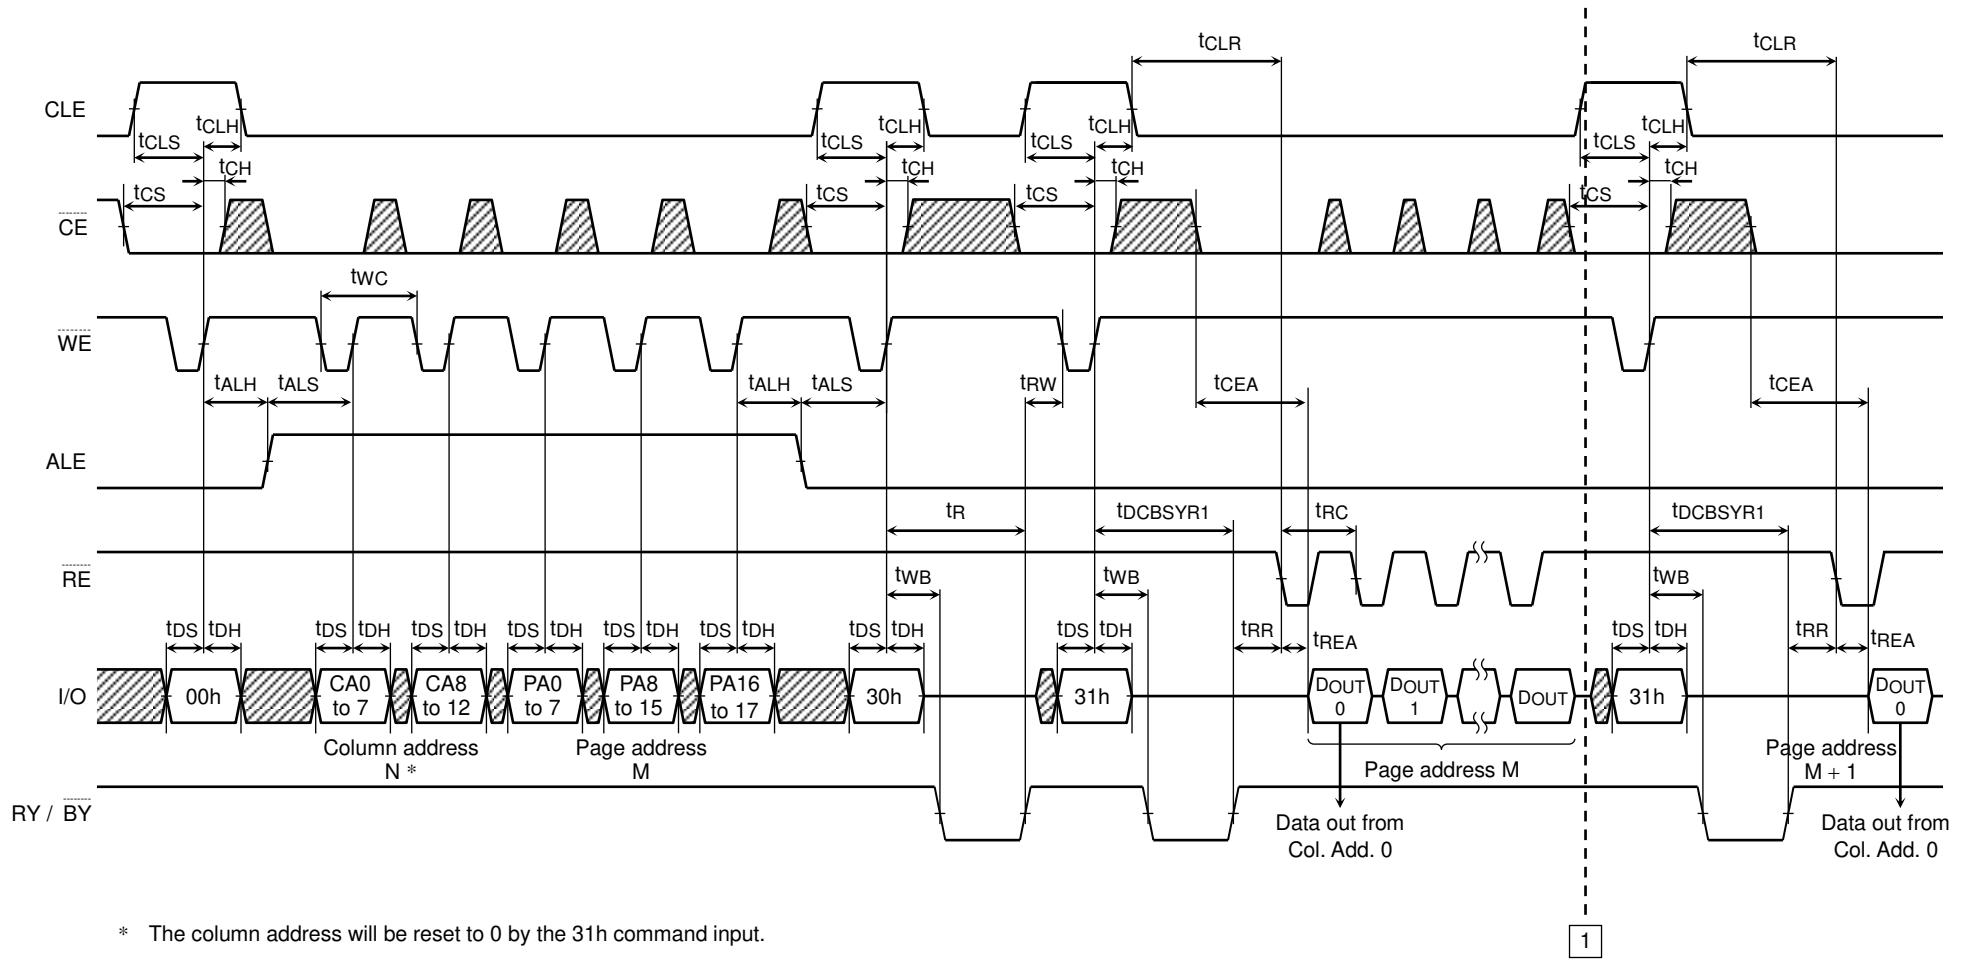 tCLR tCLR
CLE
tCLS tCLH tCLS tCLH tCLS tCLH tCLS tCLH
tCH tCH tCH tCH
tCS tCS tCS tCS
CE
tWC
WE
tALH tALS tALH tALS tRW tCEA tCEA
ALE
tR tDCBSYR1 tRC tDCBSYR1
RE
tWB tWB tWB
tDS tDH tDS tDH tDS tDH tDS tDH tDS tDH tDS tDH tDS tDH tDS tDH tRR tREA tDS tDH tRR tREA
I/O
00h
CA0
to 7
CA8
to 12
PA0
to 7
PA8
to 15
PA16
to 17
30h
31h
DOUT
0
DOUT
1
DOUT
31h
DOUT
0
Column address
N *
Page address
M
Page address M
Page address
M + 1
RY / BY
Data out from
Col. Add. 0
Data out from
Col. Add. 0
* The column address will be reset to 0 by the 31h command input.
1